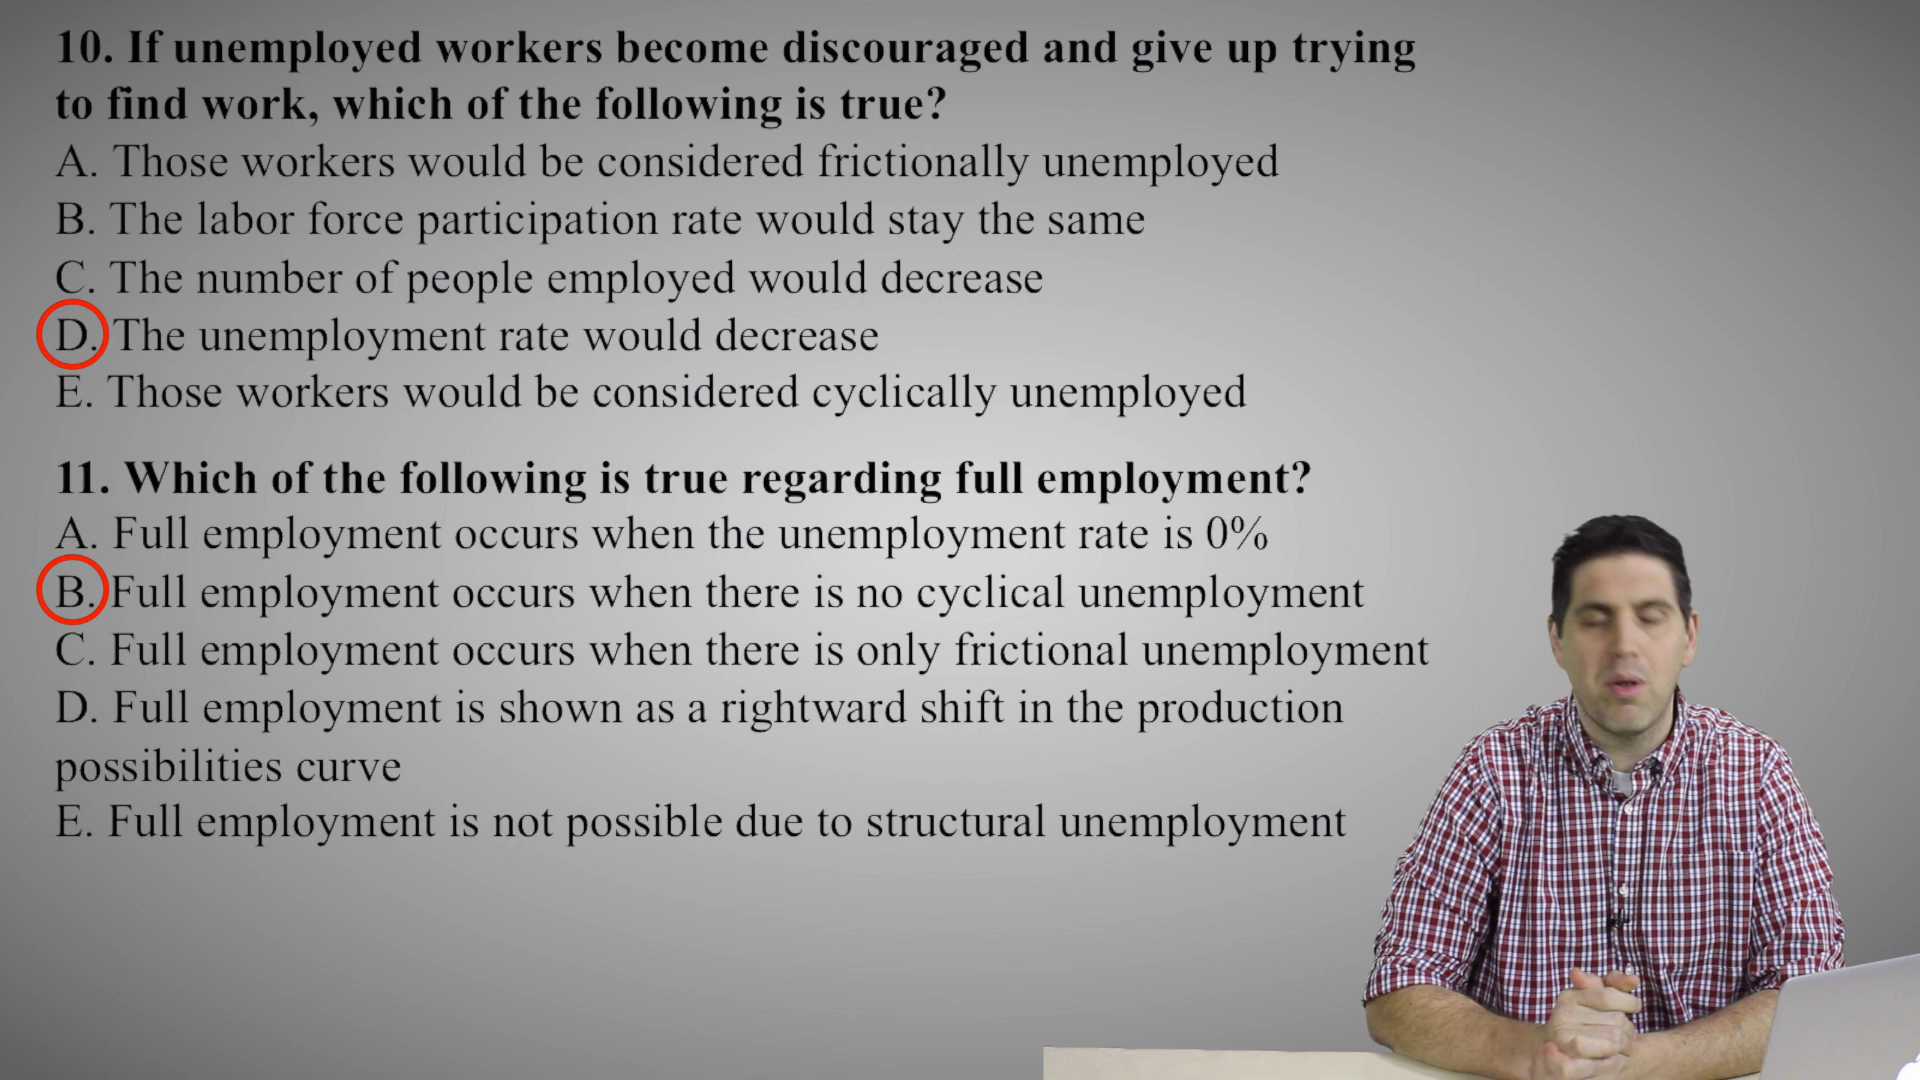 10. If unemployed workers become discouraged and give up trying
to find work, which of the following is true?
A. Those workers would be considered frictionally unemployed
B. The labor force participation rate would stay the same
C. The number of people employed would decrease
D. The unemployment rate would decrease
E. Those workers would be considered cyclically unemployed
11. Which of the following is true regarding full employment?
A. Full employment occurs when the unemployment rate is 0%
B. Full employment occurs when there is no cyclical unemployment
C. Full employment occurs when there is only frictional unemployment
D. Full employment is shown as a rightward shift in the production
possibilities curve
E. Full employment is not possible due to structural unemployment